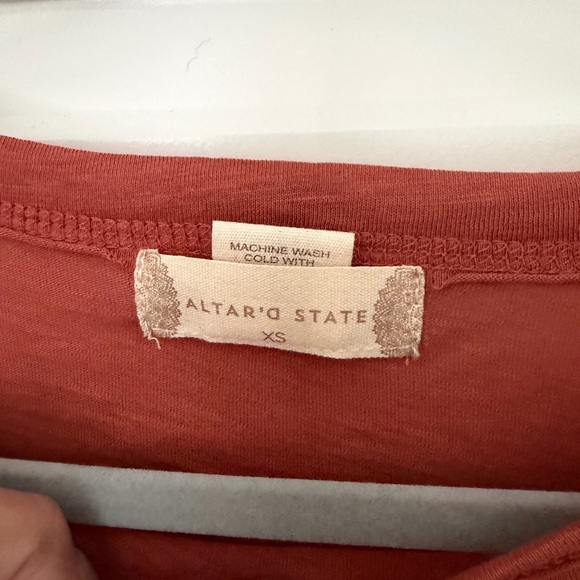 MACHINE WASH
COLD WITH
ALTAR'D STATE
XS